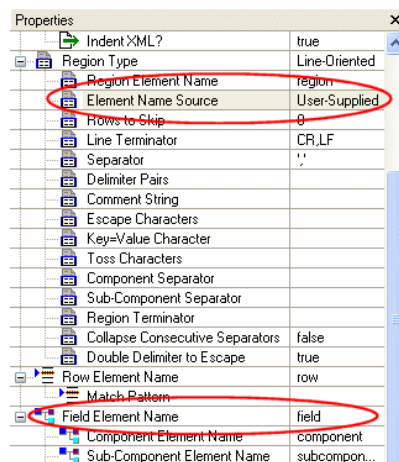 Properties
Indent XML? true
Region Type Line-Oriented
Region Element Name region
Element Name Source User-Supplied
Rows to Skip 0
Line Terminator CR,LF
Separator ','
Delimiter Pairs
Comment String
Escape Characters
Key=Value Character
Toss Characters
Component Separator
Sub-Component Separator
Region Terminator
Collapse Consecutive Separators false
Double Delimiter to Escape true
Row Element Name row
Match Pattern
Field Element Name field
Component Element Name component
Sub-Component Element Name subcompon...